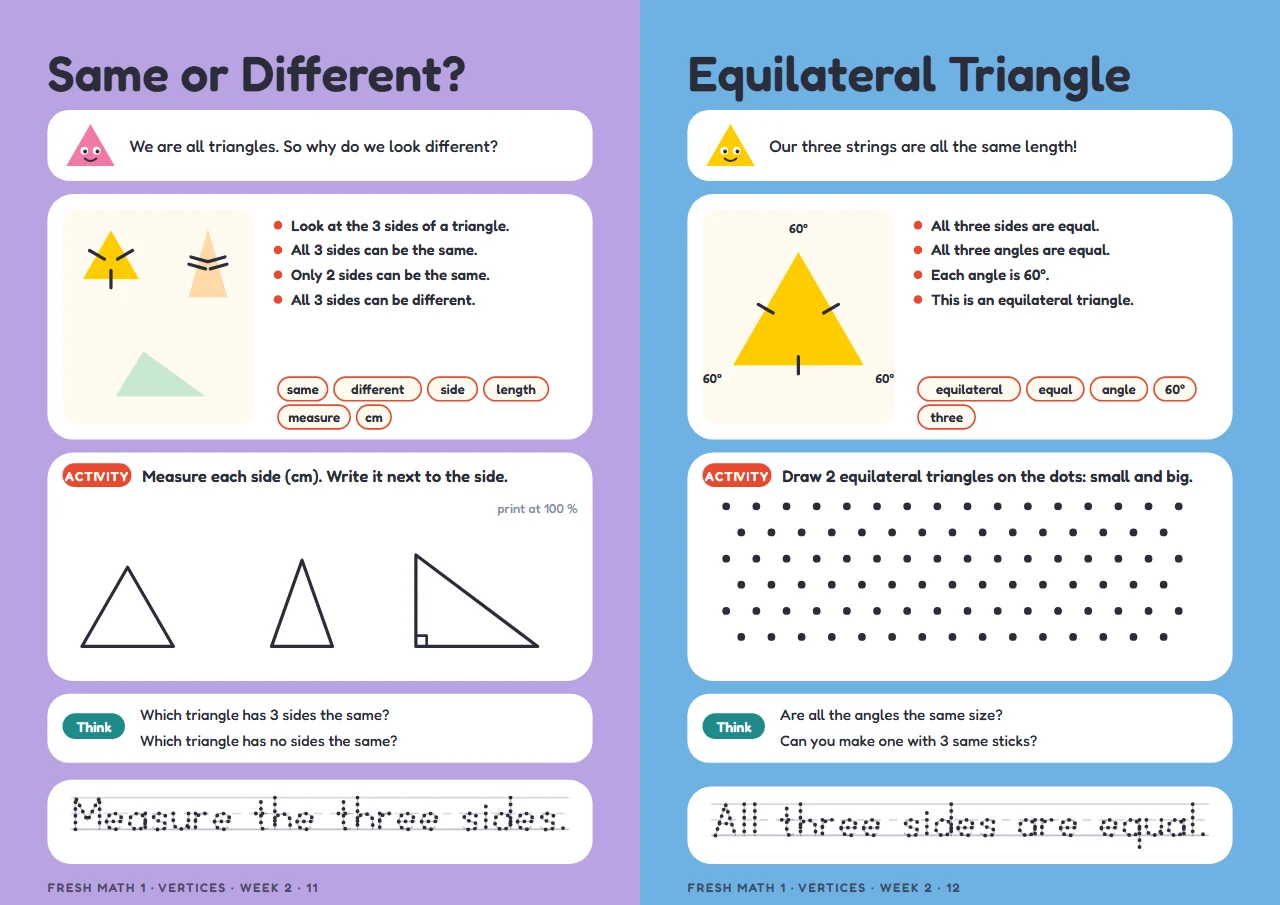 Same or Different?
We are all triangles. So why do we look different?
Look at the 3 sides of a triangle.
All 3 sides can be the same.
Only 2 sides can be the same.
All 3 sides can be different.
same different side length
measure cm
ACTIVITY Measure each side (cm). Write it next to the side.
print at 100 %
Think
Which triangle has 3 sides the same?
Which triangle has no sides the same?
Measure the three sides.
FRESH MATH 1 · VERTICES · WEEK 2 · 11
Equilateral Triangle
Our three strings are all the same length!
60°
60°
60°
All three sides are equal.
All three angles are equal.
Each angle is 60°.
This is an equilateral triangle.
equilateral equal angle 60°
three
ACTIVITY Draw 2 equilateral triangles on the dots: small and big.
Think
Are all the angles the same size?
Can you make one with 3 same sticks?
All three sides are equal.
FRESH MATH 1 · VERTICES · WEEK 2 · 12